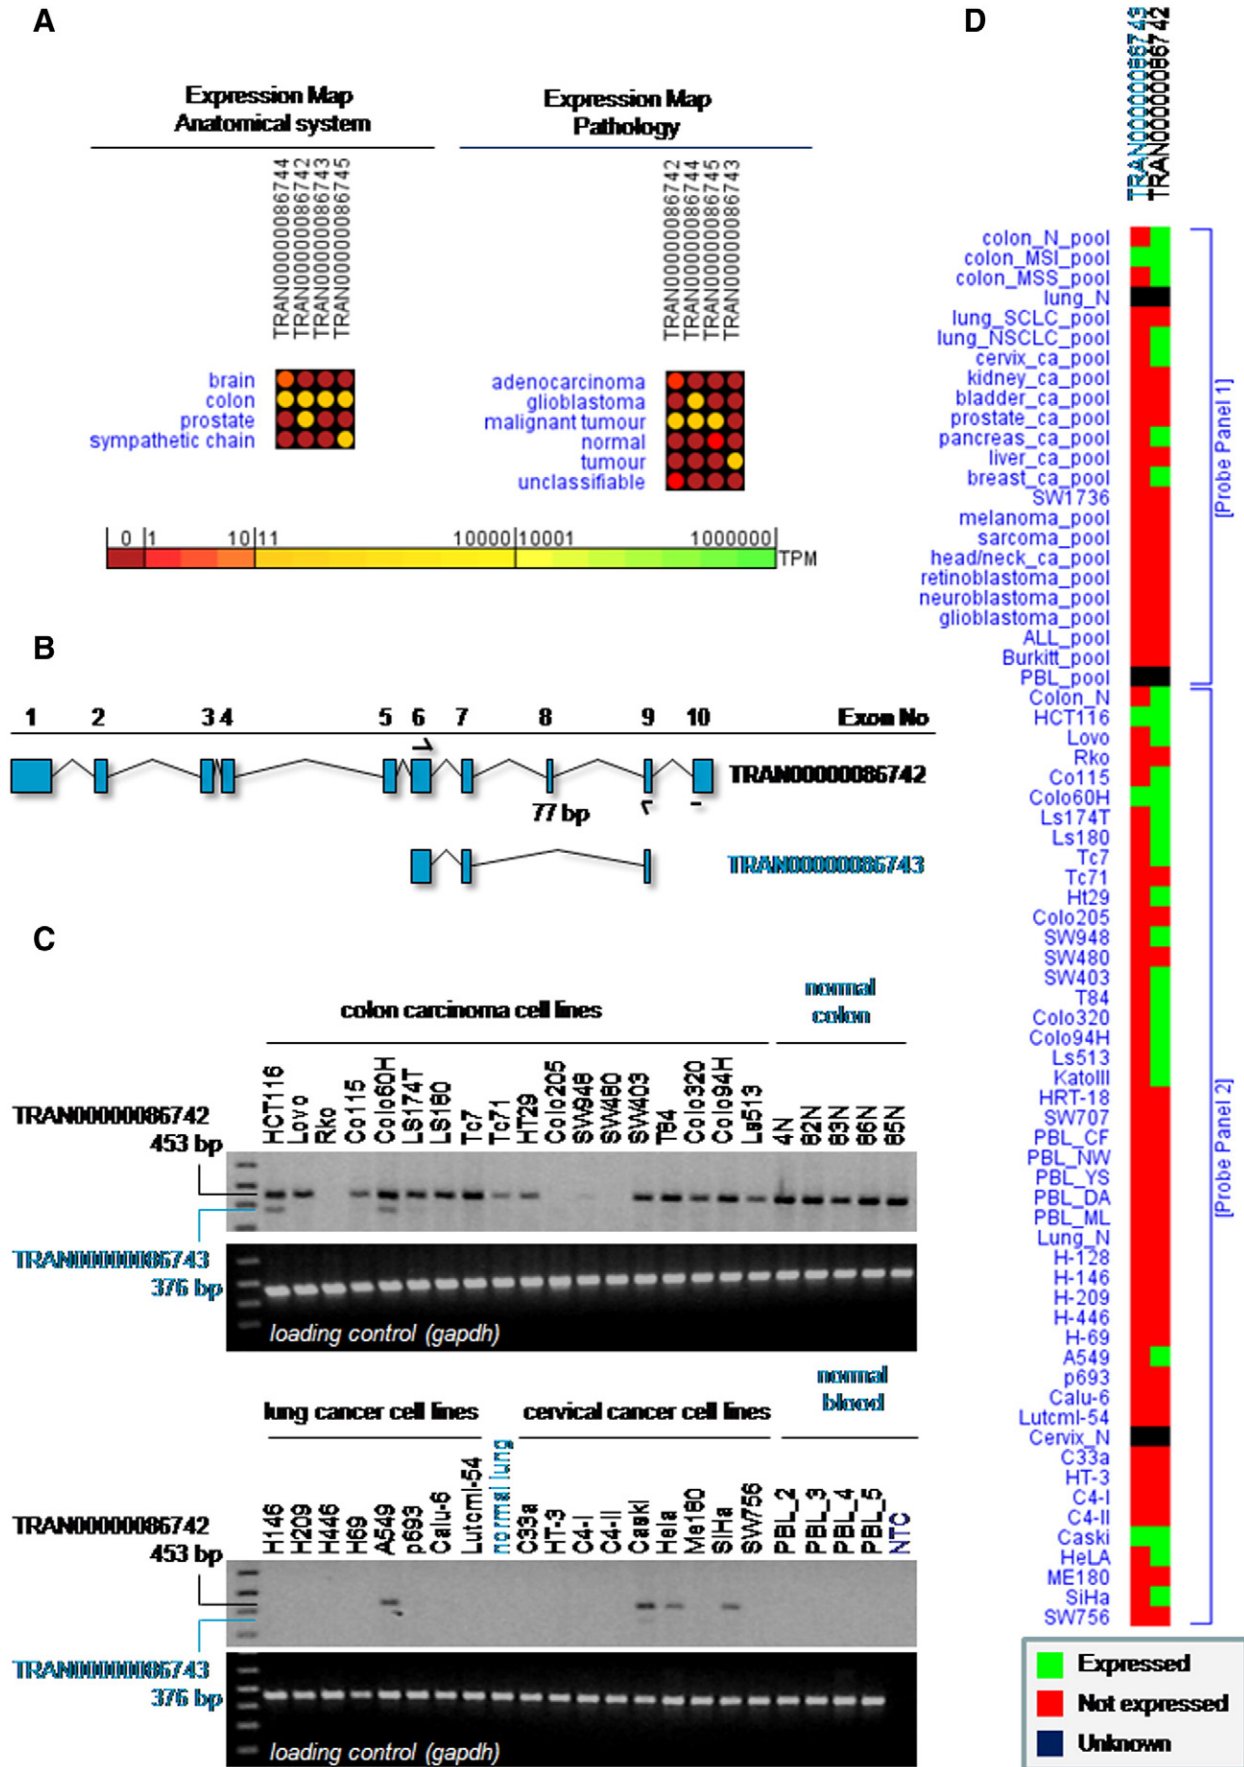 A
Expression Map
Anatomical system
TRAN00000086744
TRAN00000086742
TRAN00000086743
TRAN00000086745
brain
colon
prostate
sympathetic chain
Expression Map
Pathology
TRAN00000086742
TRAN00000086744
TRAN00000086745
TRAN00000086743
adenocarcinoma
glioblastoma
malignant tumour
normal
tumour
unclassifiable
0 1 10 11 10000 10001 1000000 TPM
B
1 2 3 4 5 6 7 8 9 10 Exon No
TRAN00000086742
77 bp
TRAN00000086743
C
colon carcinoma cell lines
normal
colon
HCT116
Lovo
Rko
Co115
Colo60H
LS174T
LS180
Tc7
Tc71
HT29
Colo205
SW948
SW480
SW403
T84
Colo320
Colo94H
Ls513
4N
82N
83N
86N
85N
TRAN00000086742
453 bp
TRAN00000086743
376 bp
loading control (gapdh)
lung cancer cell lines
cervical cancer cell lines
normal
blood
H146
H209
H446
H69
A549
p693
Calu-6
Lutcml-54
normal lung
C33a
HT-3
C4-I
C4-II
Caski
Hela
Me180
SiHa
SW756
PBL_2
PBL_3
PBL_4
PBL_5
NTC
TRAN00000086742
453 bp
TRAN00000086743
376 bp
loading control (gapdh)
D
TRAN00000086743
TRAN00000086742
colon_N_pool
colon_MSI_pool
colon_MSS_pool
lung_N
lung_SCLC_pool
lung_NSCLC_pool
cervix_ca_pool
kidney_ca_pool
bladder_ca_pool
prostate_ca_pool
pancreas_ca_pool
liver_ca_pool
breast_ca_pool
SW1736
melanoma_pool
sarcoma_pool
head/neck_ca_pool
retinoblastoma_pool
neuroblastoma_pool
glioblastoma_pool
ALL_pool
Burkitt_pool
PBL_pool
[Probe Panel 1]
Colon_N
HCT116
Lovo
Rko
Co115
Colo60H
Ls174T
Ls180
Tc7
Tc71
Ht29
Colo205
SW948
SW480
SW403
T84
Colo320
Colo94H
Ls513
KatoIII
HRT-18
SW707
PBL_CF
PBL_NW
PBL_YS
PBL_DA
PBL_ML
Lung_N
H-128
H-146
H-209
H-446
H-69
A549
p693
Calu-6
Lutcml-54
Cervix_N
C33a
HT-3
C4-I
C4-II
Caski
HeLA
ME180
SiHa
SW756
[Probe Panel 2]
Expressed
Not expressed
Unknown